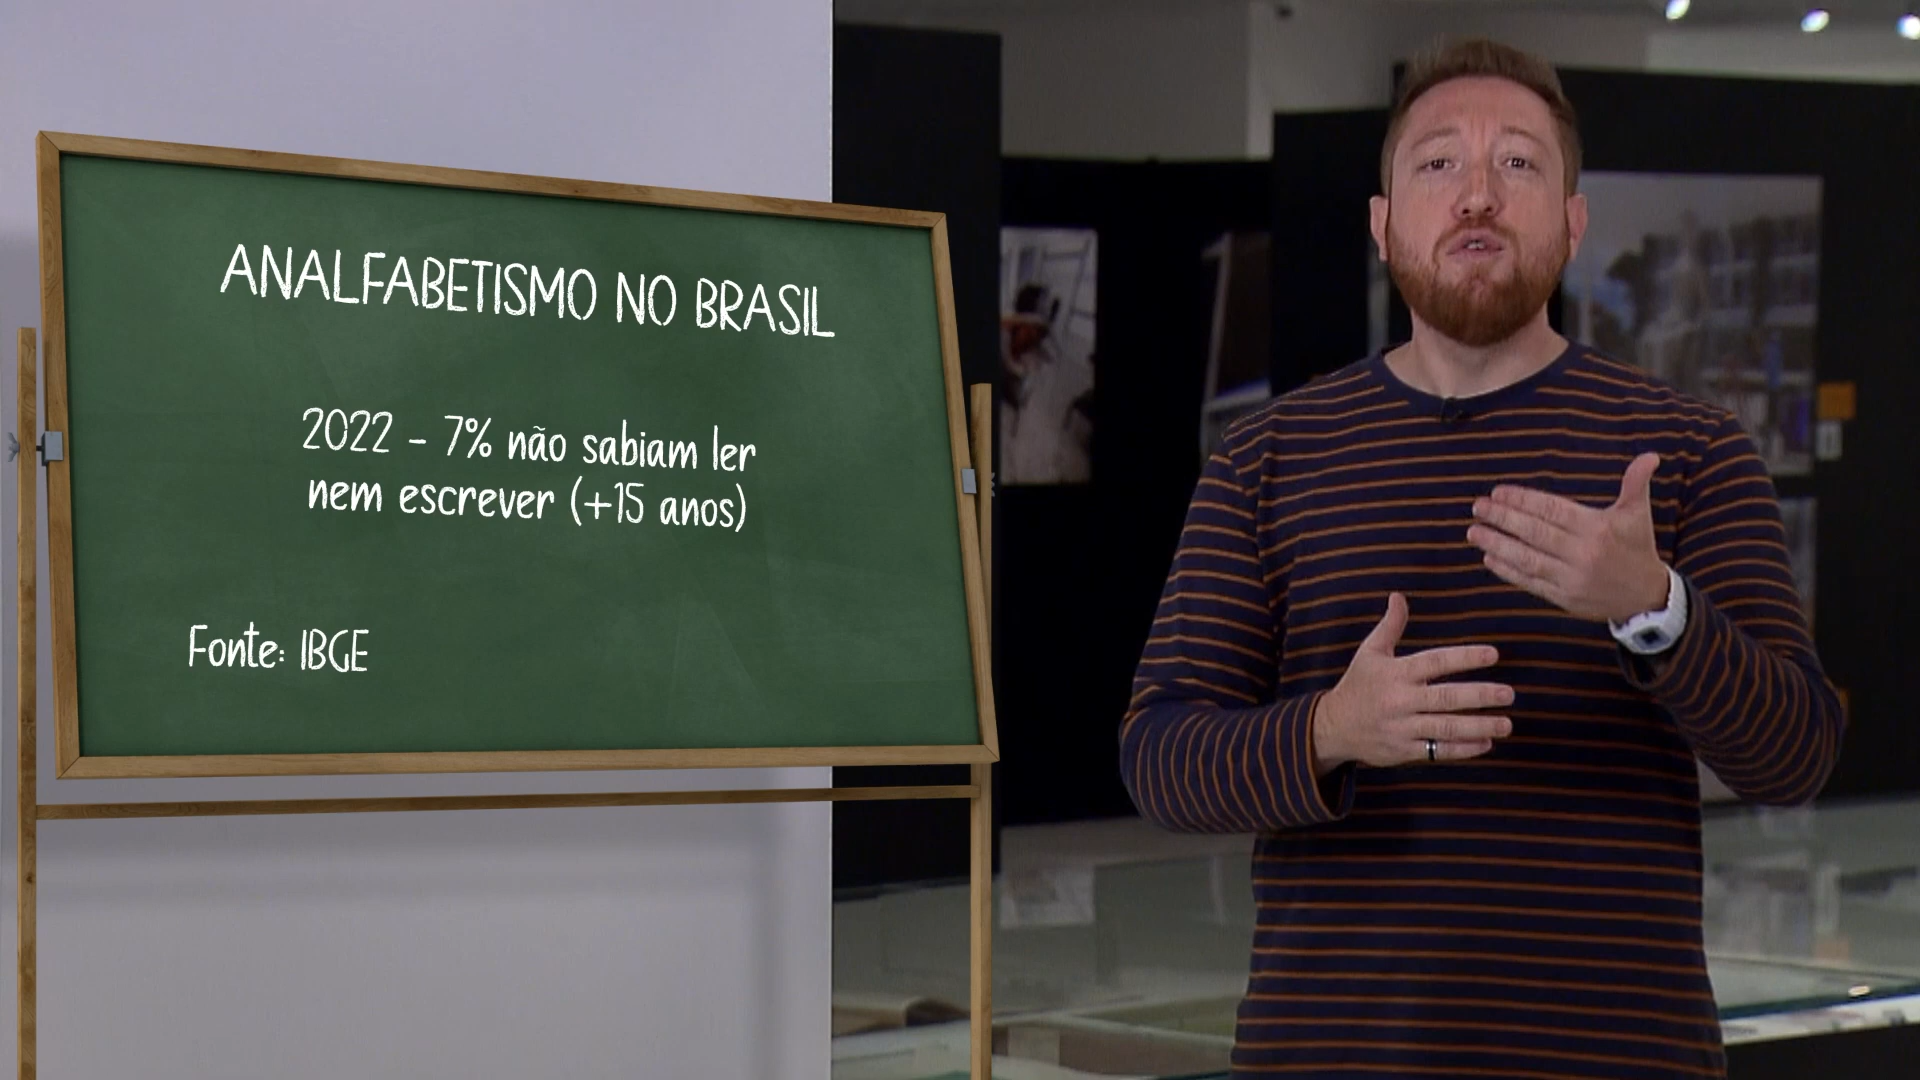 ANALFABETISMO NO BRASIL
2022 - 7% não sabiam ler
nem escrever (+15 anos)
Fonte: IBGE